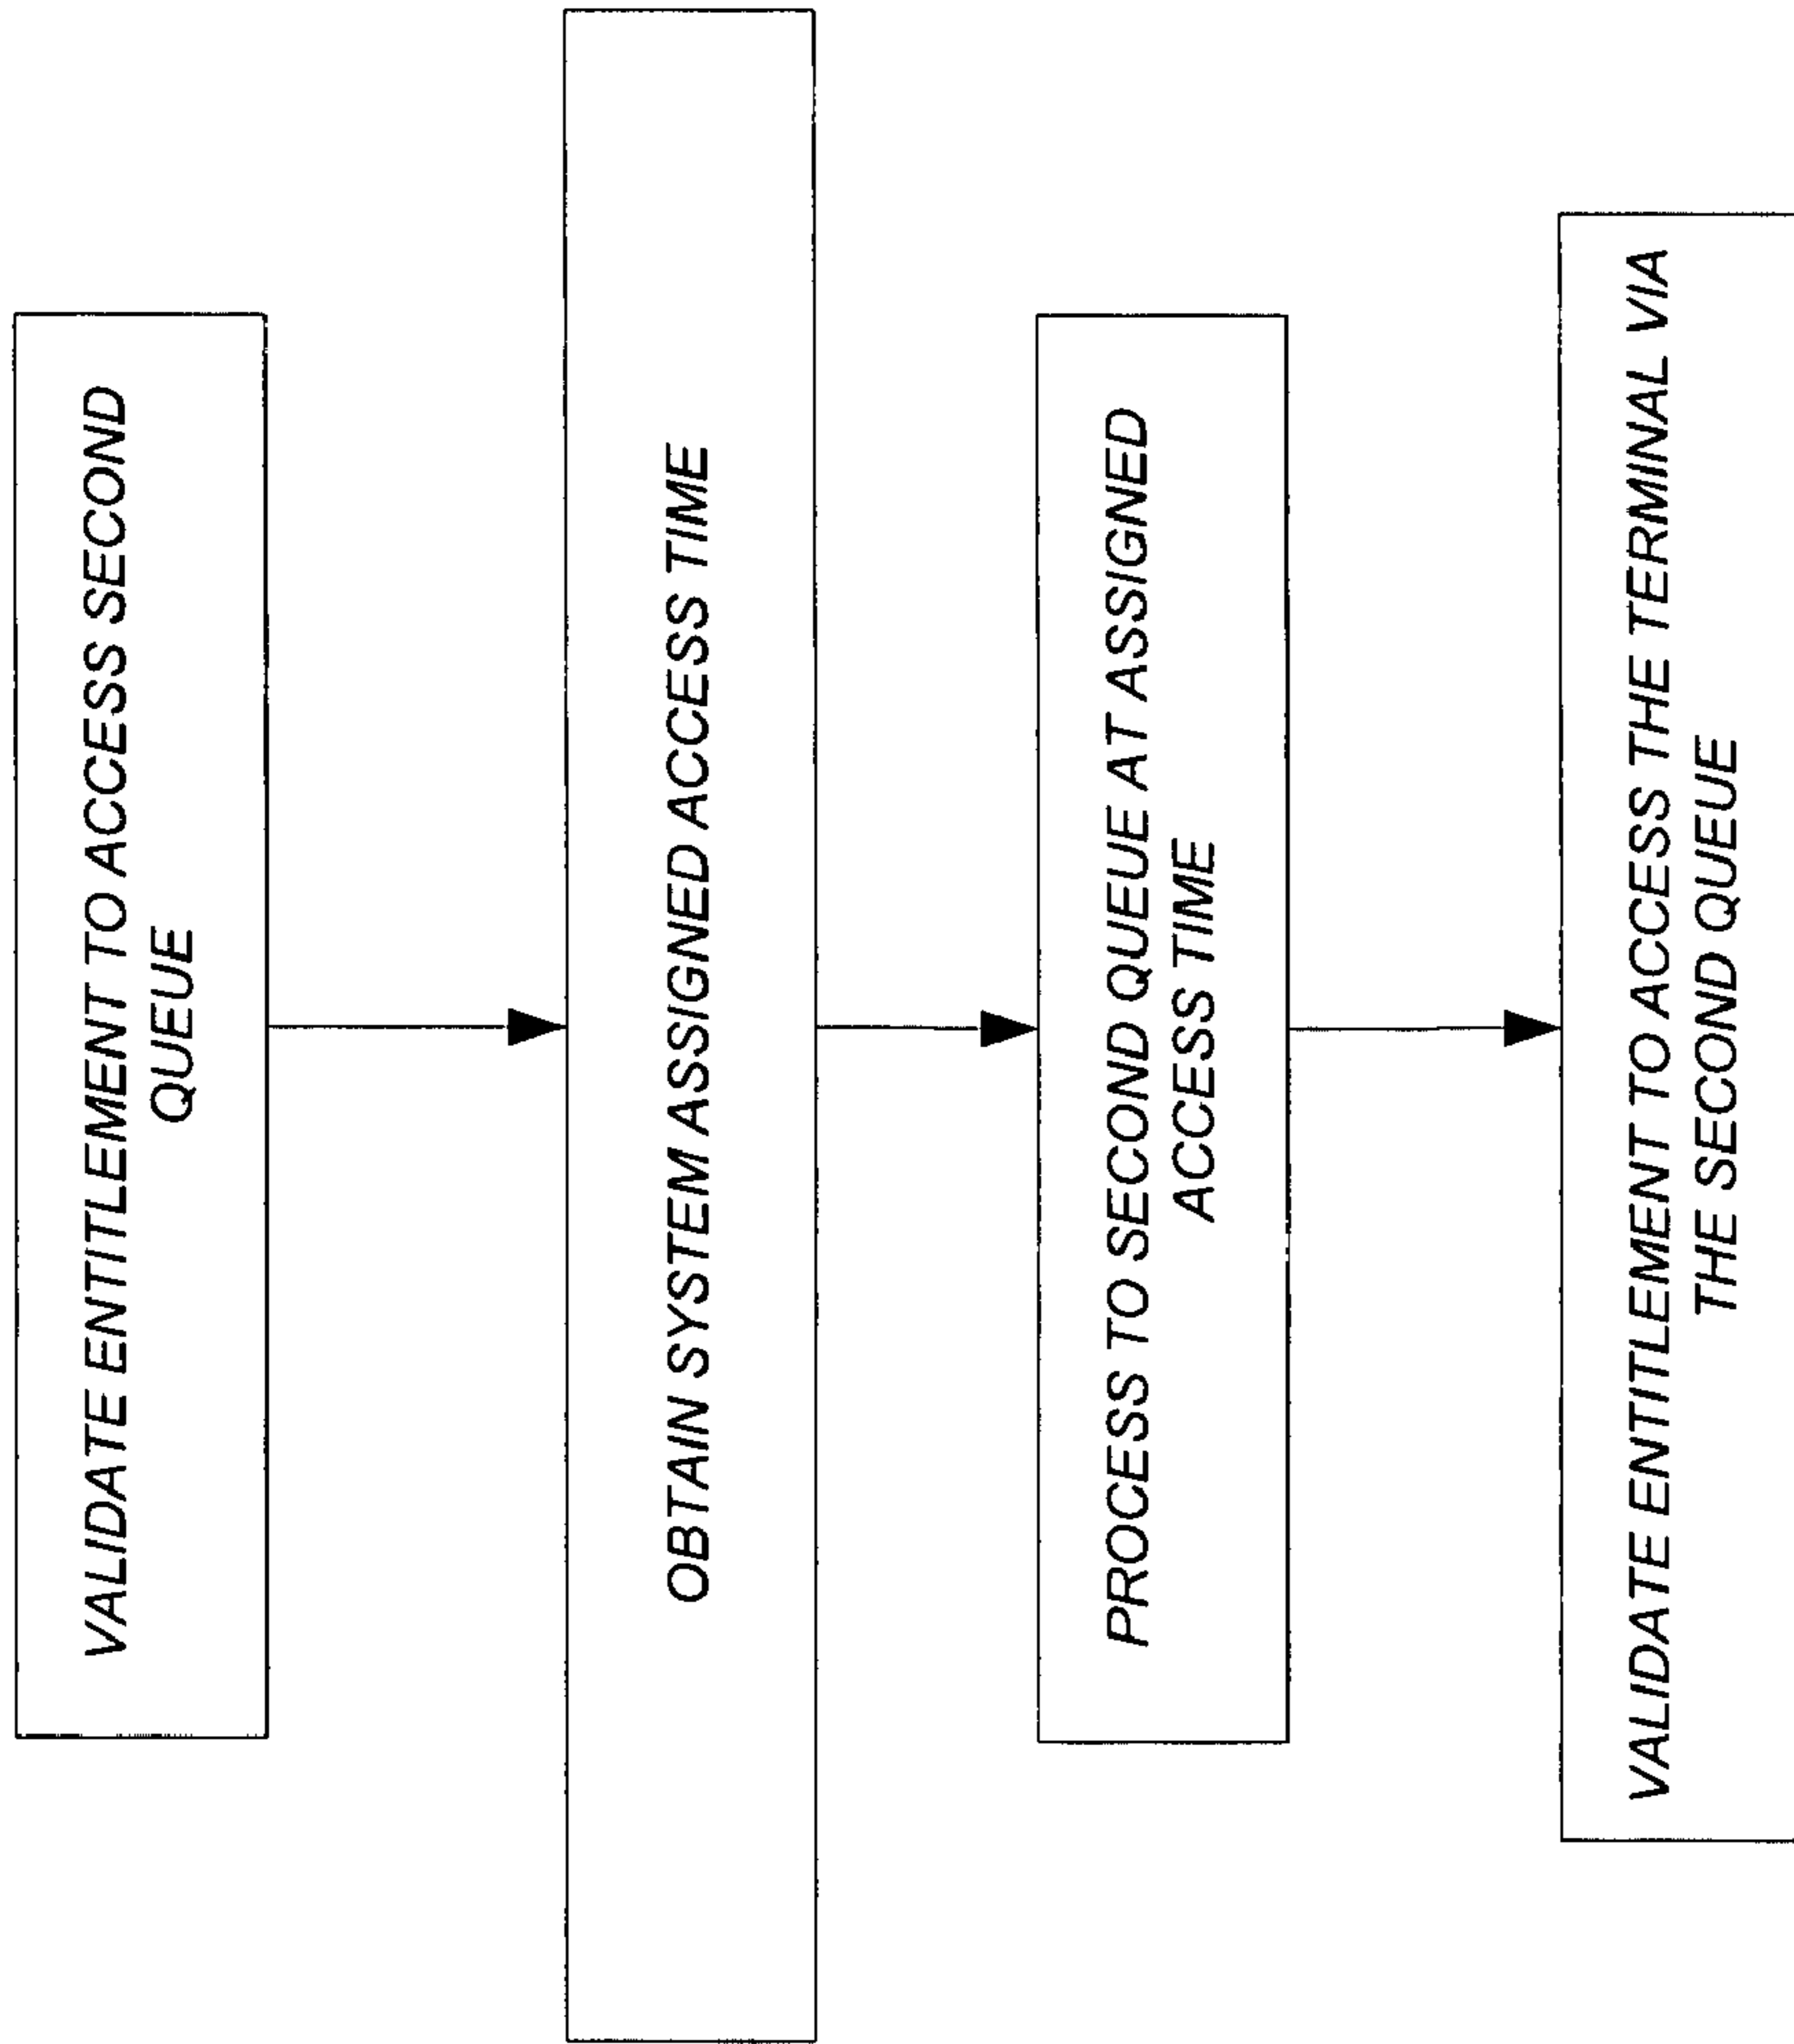 VALIDATE ENTITLEMENT TO ACCESS SECOND
QUEUE
OBTAIN SYSTEM ASSIGNED ACCESS TIME
PROCESS TO SECOND QUEUE AT ASSIGNED
ACCESS TIME
VALIDATE ENTITLEMENT TO ACCESS THE TERMINAL VIA
THE SECOND QUEUE